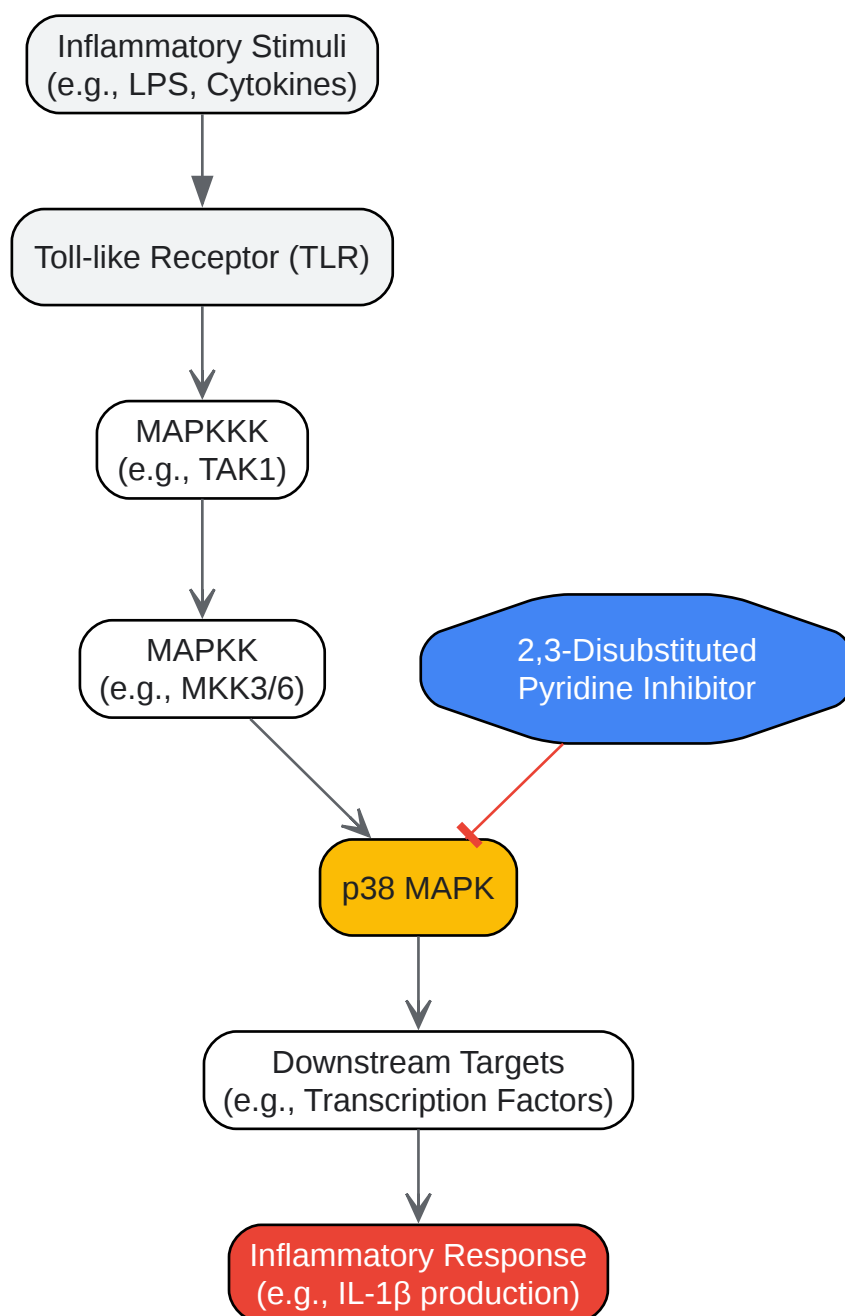 Inflammatory Stimuli
(e.g., LPS, Cytokines)
Toll-like Receptor (TLR)
MAPKKK
(e.g., TAK1)
MAPKK
(e.g., MKK3/6)
2,3-Disubstituted
Pyridine Inhibitor
p38 MAPK
Downstream Targets
(e.g., Transcription Factors)
Inflammatory Response
(e.g., IL-1β production)